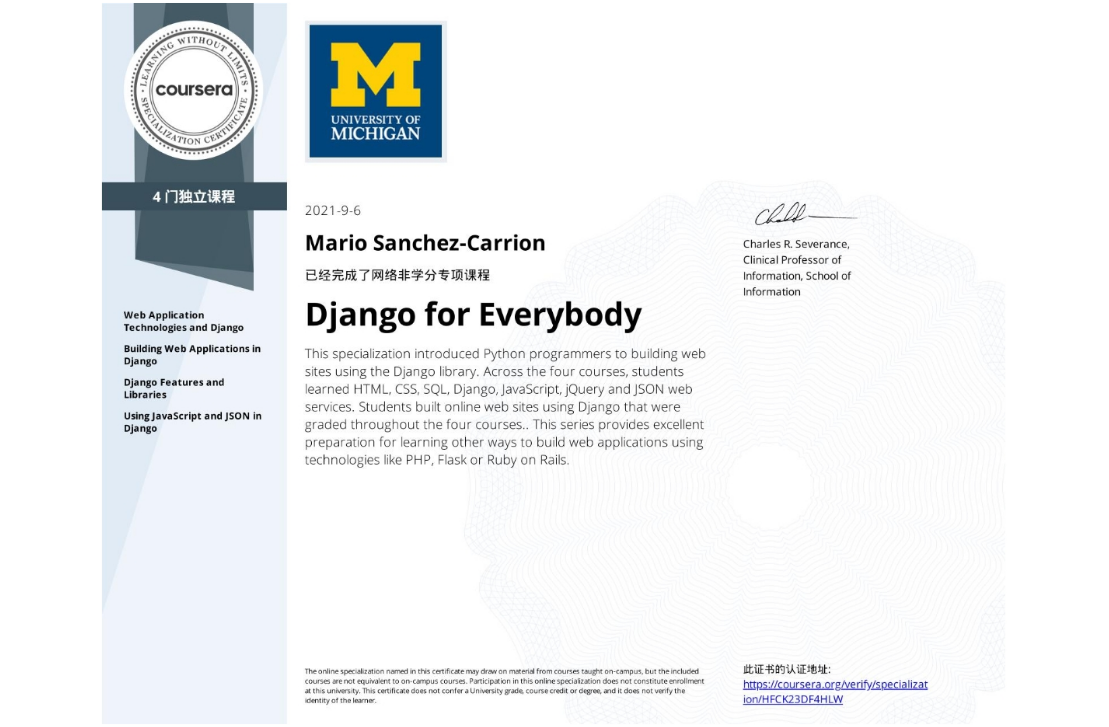 LEARNING WITHOUT LIMITS
coursera
SPECIALIZATION CERTIFICATE
4 门独立课程
Web Application
Technologies and Django
Building Web Applications in
Django
Django Features and
Libraries
Using JavaScript and JSON in
Django
M
UNIVERSITY OF
MICHIGAN
2021-9-6
Mario Sanchez-Carrion
已经完成了网络非学分专项课程
Django for Everybody
This specialization introduced Python programmers to building web
sites using the Django library. Across the four courses, students
learned HTML, CSS, SQL, Django, JavaScript, jQuery and JSON web
services. Students built online web sites using Django that were
graded throughout the four courses.. This series provides excellent
preparation for learning other ways to build web applications using
technologies like PHP, Flask or Ruby on Rails.
Charles R. Severance,
Clinical Professor of
Information, School of
Information
The online specialization named in this certificate may draw on material from courses taught on-campus, but the included
courses are not equivalent to on-campus courses. Participation in this online specialization does not constitute enrollment
at this university. This certificate does not confer a University grade, course credit or degree, and it does not verify the
identity of the learner.
此证书的认证地址:
https://coursera.org/verify/specializat
ion/HFCK23DF4HLW